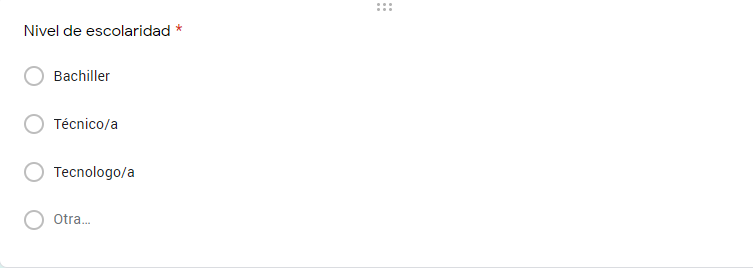 Nivel de escolaridad *
Bachiller
Técnico/a
Tecnologo/a
Otra...